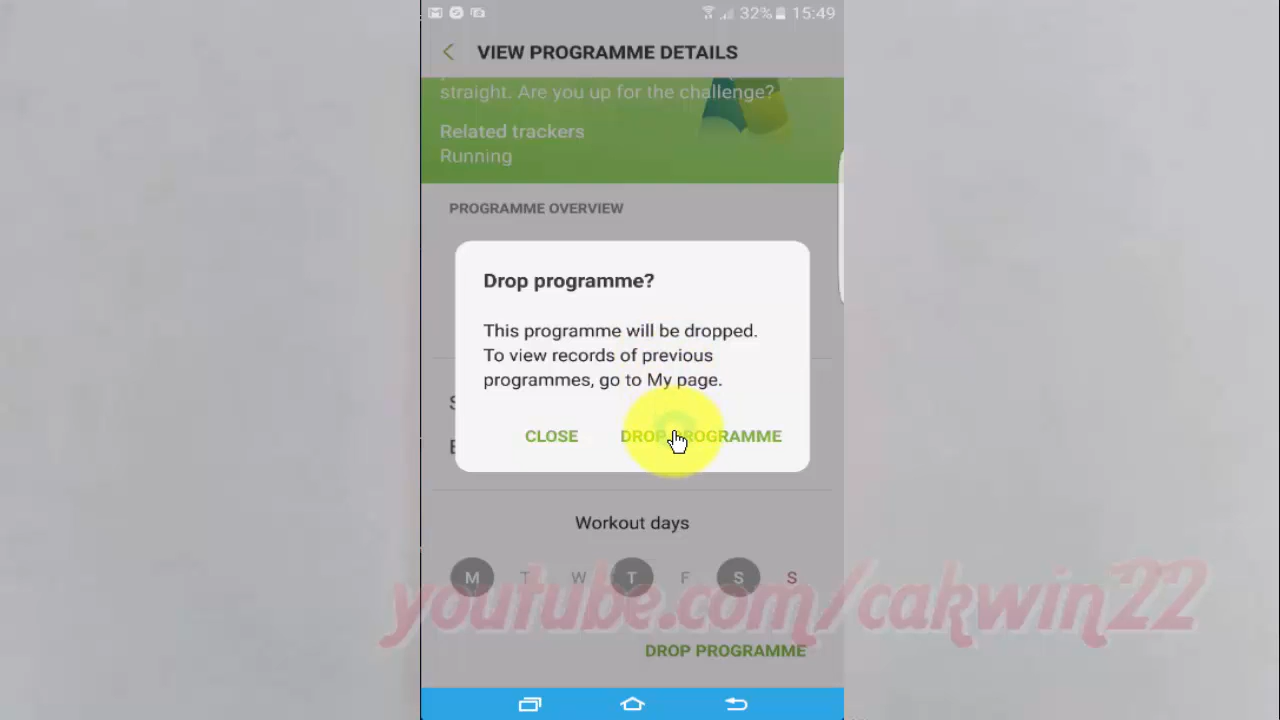 32% 15:49
VIEW PROGRAMME DETAILS
straight. Are you up for the challenge?
Related trackers
Running
PROGRAMME OVERVIEW
Drop programme?
This programme will be dropped.
To view records of previous
programmes, go to My page.
CLOSE DROP PROGRAMME
Workout days
M T W T F S S
youtube.com/cakwin22
DROP PROGRAMME